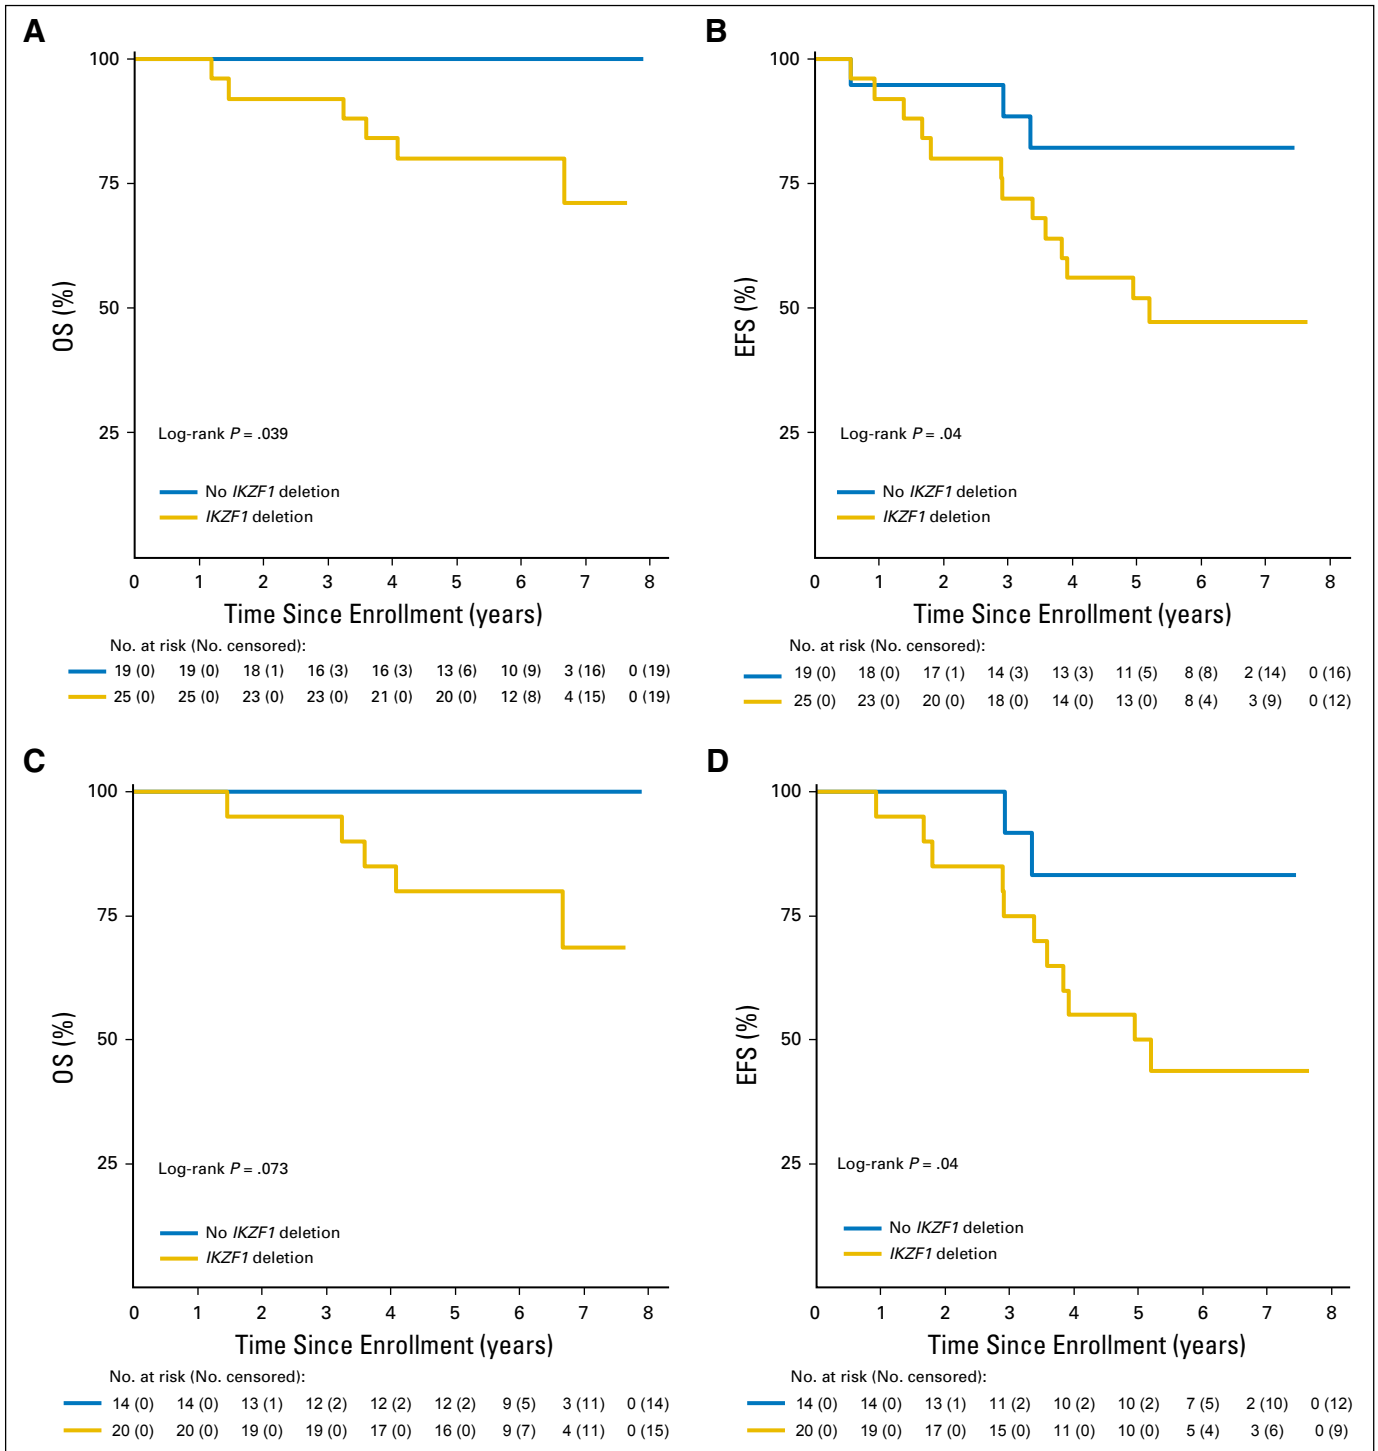 A
100
75
50
25
OS (%)
Log-rank P = .039
No IKZF1 deletion
IKZF1 deletion
0 1 2 3 4 5 6 7 8
Time Since Enrollment (years)
No. at risk (No. censored):
19 (0) 19 (0) 18 (1) 16 (3) 16 (3) 13 (6) 10 (9) 3 (16) 0 (19)
25 (0) 25 (0) 23 (0) 23 (0) 21 (0) 20 (0) 12 (8) 4 (15) 0 (19)
B
100
75
50
25
EFS (%)
Log-rank P = .04
No IKZF1 deletion
IKZF1 deletion
0 1 2 3 4 5 6 7 8
Time Since Enrollment (years)
No. at risk (No. censored):
19 (0) 18 (0) 17 (1) 14 (3) 13 (3) 11 (5) 8 (8) 2 (14) 0 (16)
25 (0) 23 (0) 20 (0) 18 (0) 14 (0) 13 (0) 8 (4) 3 (9) 0 (12)
C
100
75
50
25
OS (%)
Log-rank P = .073
No IKZF1 deletion
IKZF1 deletion
0 1 2 3 4 5 6 7 8
Time Since Enrollment (years)
No. at risk (No. censored):
14 (0) 14 (0) 13 (1) 12 (2) 12 (2) 12 (2) 9 (5) 3 (11) 0 (14)
20 (0) 20 (0) 19 (0) 19 (0) 17 (0) 16 (0) 9 (7) 4 (11) 0 (15)
D
100
75
50
25
EFS (%)
Log-rank P = .04
No IKZF1 deletion
IKZF1 deletion
0 1 2 3 4 5 6 7 8
Time Since Enrollment (years)
No. at risk (No. censored):
14 (0) 14 (0) 13 (1) 11 (2) 10 (2) 10 (2) 7 (5) 2 (10) 0 (12)
20 (0) 19 (0) 17 (0) 15 (0) 11 (0) 10 (0) 5 (4) 3 (6) 0 (9)